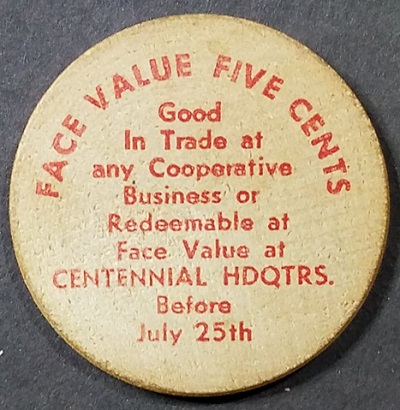 FACE VALUE FIVE CENTS
Good
In Trade at
any Cooperative
Business or
Redeemable at
Face Value at
CENTENNIAL HDQTRS.
Before
July 25th